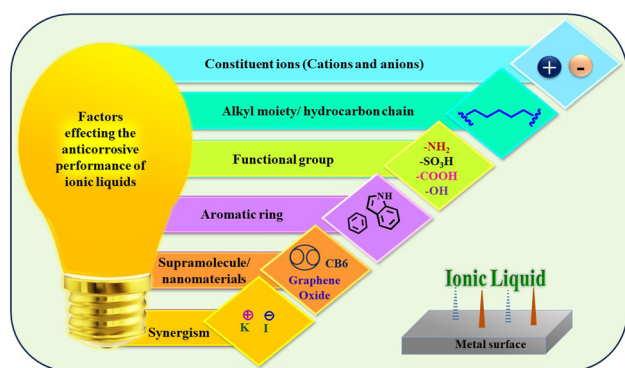 Factors
effecting the
anticorrosive
performance of
ionic liquids
Constituent ions (Cations and anions)
+ -
Alkyl moiety/ hydrocarbon chain
Functional group
-NH₂
-SO₃H
-COOH
-OH
Aromatic ring
NH
Supramolecule/
nanomaterials
CB6
Graphene
Oxide
Synergism
⊕ ⊖
K I
Ionic Liquid
Metal surface